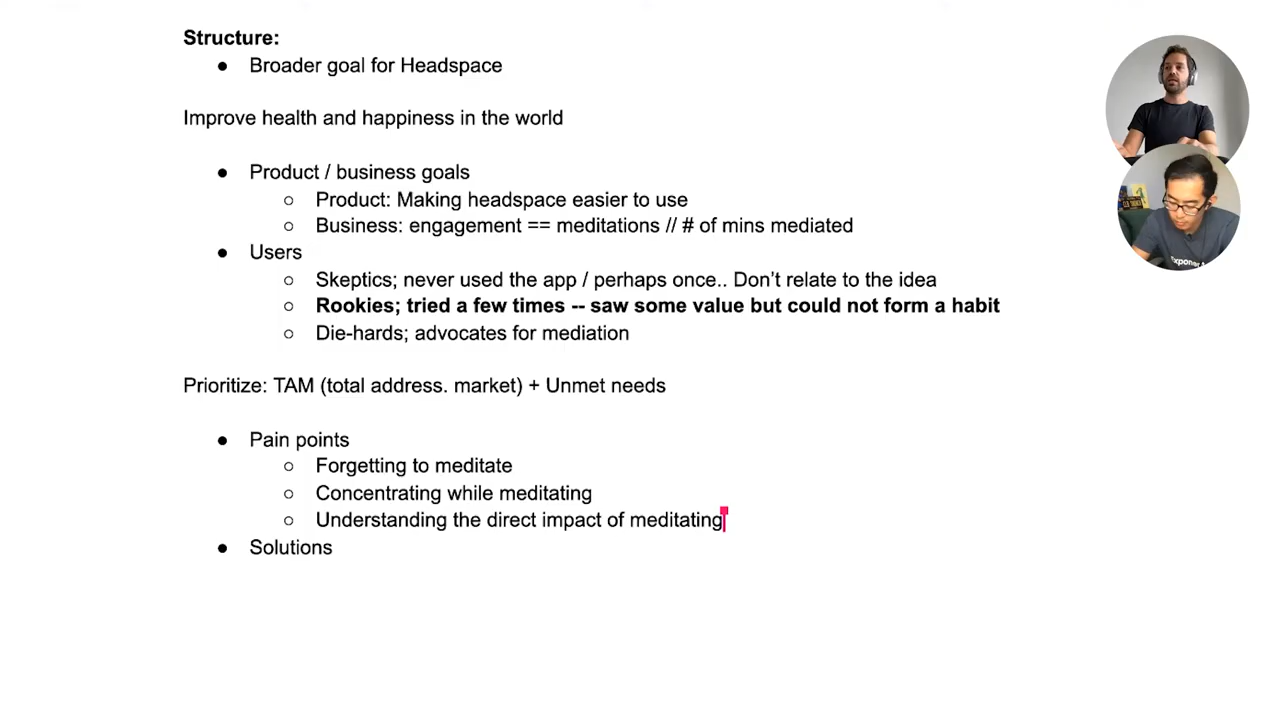 Structure:
● Broader goal for Headspace
Improve health and happiness in the world
● Product / business goals
○ Product: Making headspace easier to use
○ Business: engagement == meditations // # of mins mediated
● Users
○ Skeptics; never used the app / perhaps once.. Don’t relate to the idea
○ Rookies; tried a few times -- saw some value but could not form a habit
○ Die-hards; advocates for mediation
Prioritize: TAM (total address. market) + Unmet needs
● Pain points
○ Forgetting to meditate
○ Concentrating while meditating
○ Understanding the direct impact of meditating
● Solutions